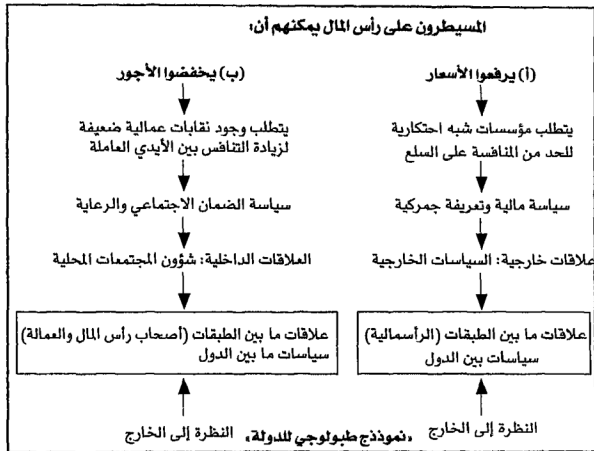 المسيطرون على رأس المال يمكنهم أن:
(أ) يرفعوا الأسعار
يتطلب مؤسسات شبه احتكارية
للحد من المنافسة على السلع
سياسة مالية وتعريفة جمركية
علاقات خارجية: السياسات الخارجية
علاقات ما بين الطبقات (الرأسمالية)
سياسات بين الدول
النظرة إلى الخارج
(ب) يخفضوا الأجور
يتطلب وجود نقابات عمالية ضعيفة
لزيادة التنافس بين الأيدي العاملة
سياسة الضمان الاجتماعي والرعاية
العلاقات الداخلية: شؤون المجتمعات المحلية
علاقات ما بين الطبقات (أصحاب رأس المال والعمالة)
سياسات ما بين الدول
النظرة إلى الخارج
«نموذذج طبولوجي للدولة»